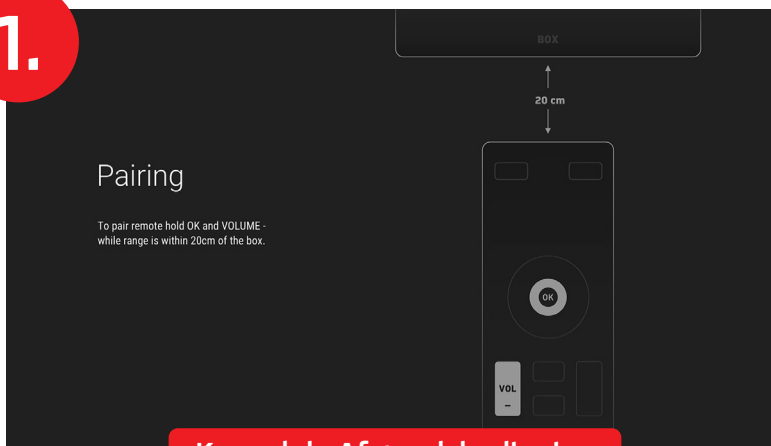 1.
BOX
20 cm
Pairing
To pair remote hold OK and VOLUME -
while range is within 20cm of the box.
OK
VOL
–